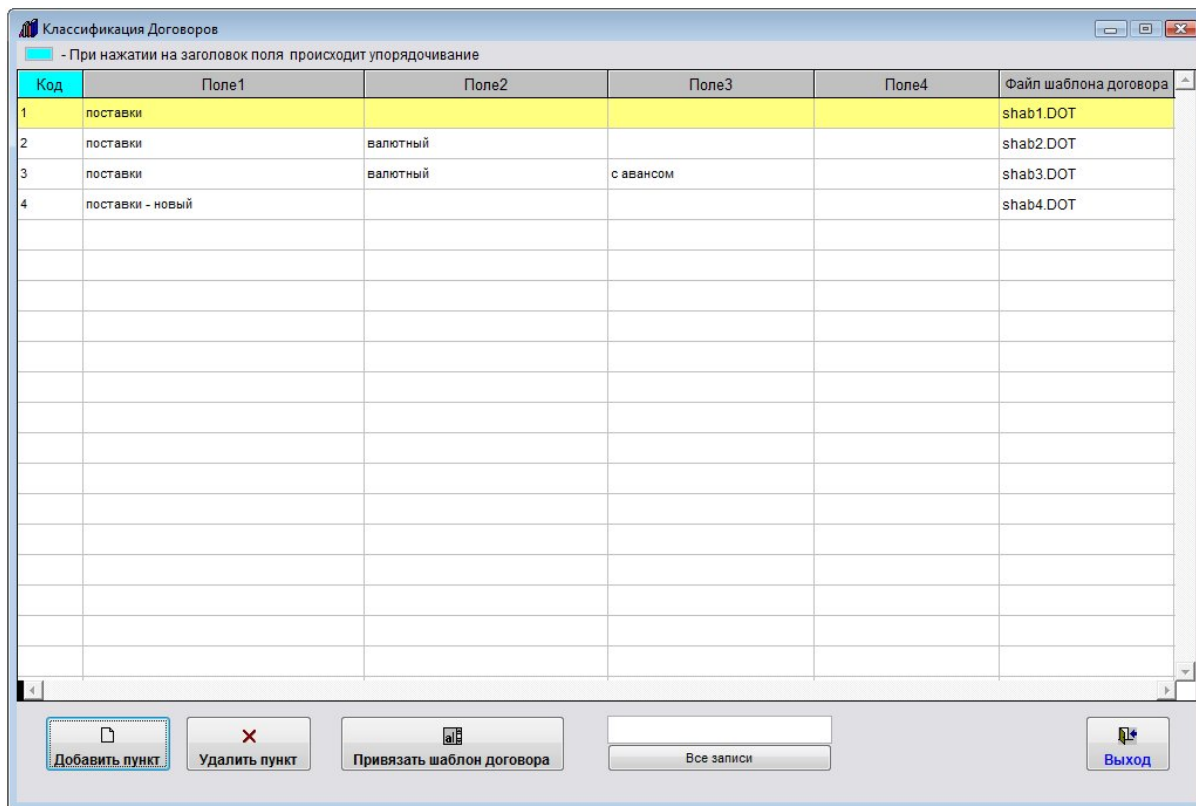 Классификация Договоров
- При нажатии на заголовок поля происходит упорядочивание
Код Поле1 Поле2 Поле3 Поле4 Файл шаблона договора
1 поставки shab1.DOT
2 поставки валютный shab2.DOT
3 поставки валютный с авансом shab3.DOT
4 поставки - новый shab4.DOT
Добавить пункт Удалить пункт Привязать шаблон договора Все записи Выход